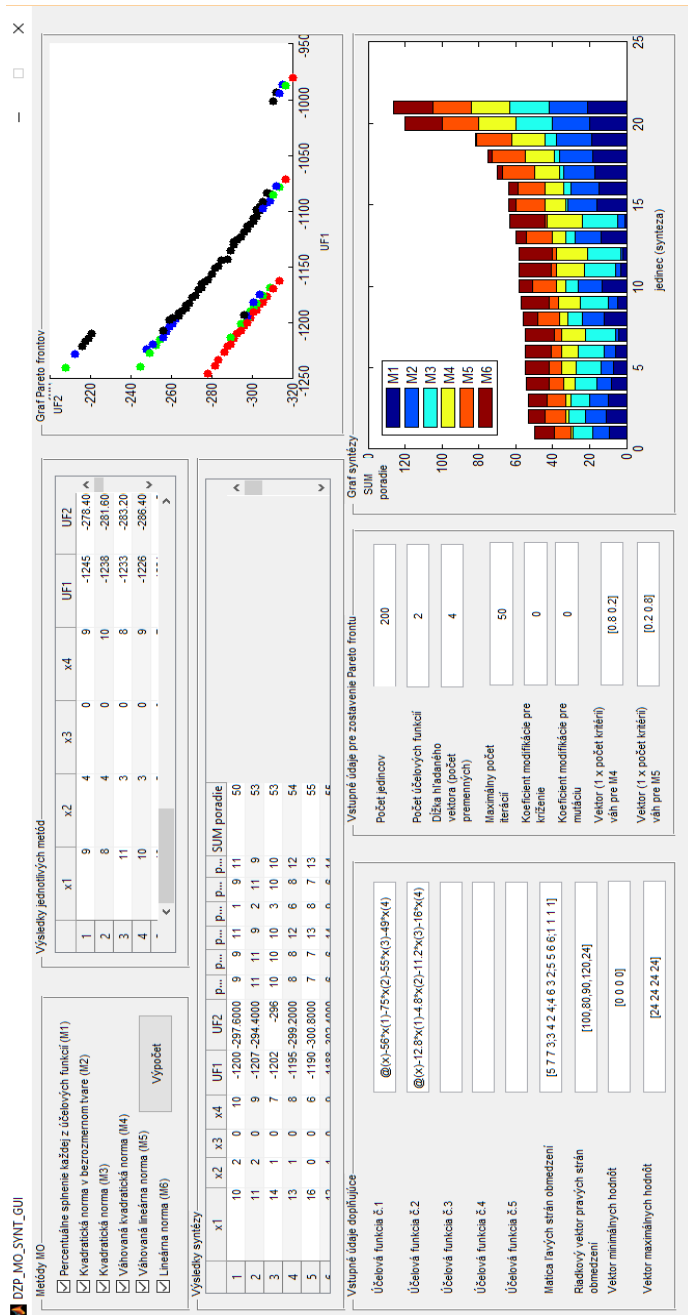 DZP_MO_SYNT_GUI
Metódy MO
Percentuálne splnenie každej z účelových funkcií (M1)
Kvadratická norma v bezrozmernom tvare (M2)
Kvadratická norma (M3)
Váhovaná kvadratická norma (M4)
Váhovaná lineárna norma (M5)
Lineárna norma (M6)
Výpočet
Výsledky jednotlivých metód
x1 x2 x3 x4 UF1 UF2
1 9 4 0 9 -1245 -278.40
2 8 4 0 10 -1238 -281.60
3 11 3 0 8 -1233 -283.20
4 10 3 0 9 -1226 -286.40
Graf Pareto frontov
UF2
-220
-240
-260
-280
-300
-320
-1250 -1200 -1150 -1100 -1050 -1000 -950
UF1
Výsledky syntézy
x1 x2 x3 x4 UF1 UF2 p... p... p... p... p... p... SUM poradie
1 10 2 0 10 -1200 -297.6000 9 9 11 1 9 11 50
2 11 2 0 9 -1207 -294.4000 11 11 9 2 11 9 53
3 14 1 0 7 -1202 -296 10 10 10 3 10 10 53
4 13 1 0 8 -1195 -299.2000 8 8 12 6 8 12 54
5 16 0 0 6 -1190 -300.8000 7 7 13 8 7 13 55
Vstupné údaje doplňujúce
Účelová funkcia č.1 @(x)-56*x(1)-75*x(2)-55*x(3)-49*x(4)
Účelová funkcia č.2 @(x)-12.8*x(1)-4.8*x(2)-11.2*x(3)-16*x(4)
Účelová funkcia č.3
Účelová funkcia č.4
Účelová funkcia č.5
Matica ľavých strán obmedzení [5 7 7 3;3 4 2 4;4 6 3 2;5 5 6 6;1 1 1 1]
Riadkový vektor pravých strán
obmedzení [100,80,90,120,24]
Vektor minimálnych hodnôt [0 0 0 0]
Vektor maximálnych hodnôt [24 24 24 24]
Vstupné údaje pre zostavenie Pareto frontu
Počet jedincov 200
Počet účelových funkcií 2
Dĺžka hľadaného
vektora (počet
premenných) 4
Maximálny počet
iterácií 50
Koeficient modifikácie pre
kríženie 0
Koeficient modifikácie pre
mutáciu 0
Vektor (1 x počet kritérií)
váh pre M4 [0.8 0.2]
Vektor (1 x počet kritérií)
váh pre M5 [0.2 0.8]
Graf syntézy
SUM
poradie
120
100
80
60
40
20
0
M1
M2
M3
M4
M5
M6
0 5 10 15 20 25
jedinec (synteza)